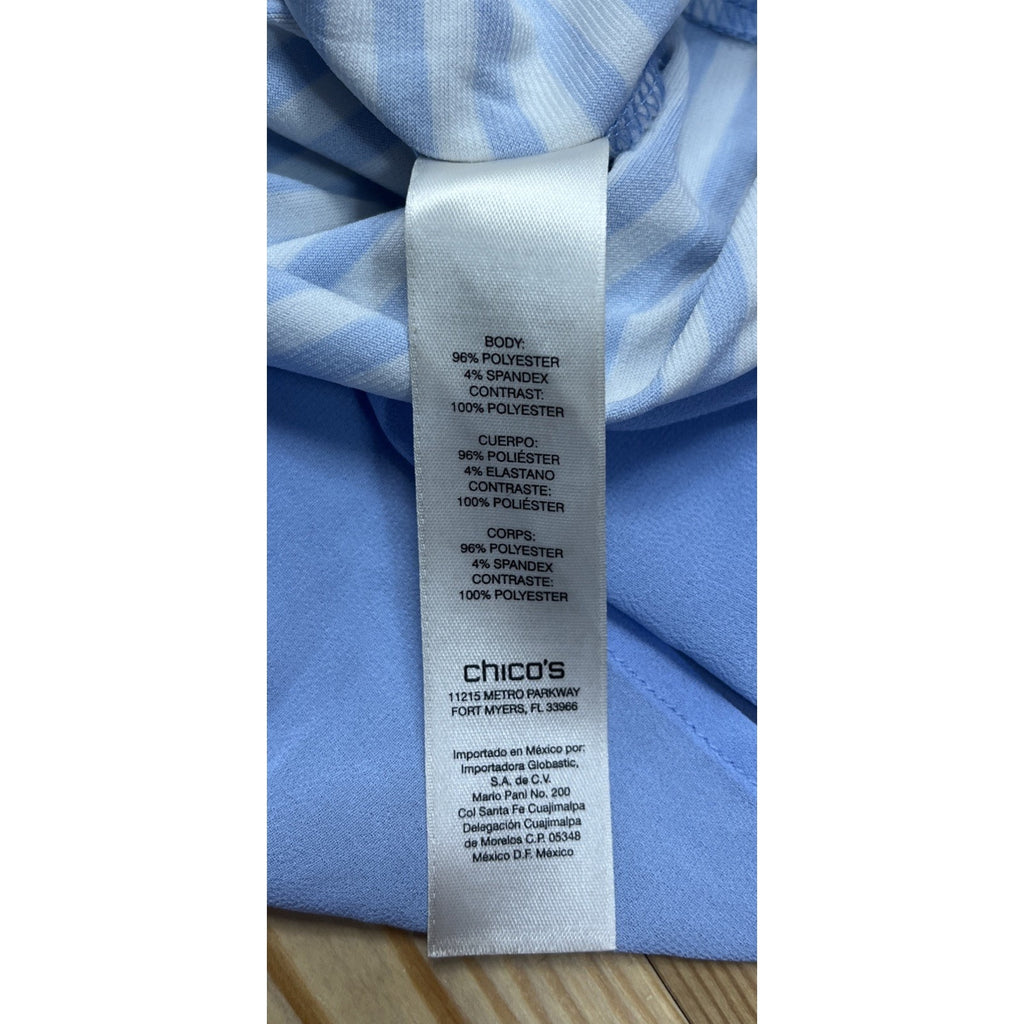 BODY:
96% POLYESTER
4% SPANDEX
CONTRAST:
100% POLYESTER
CUERPO:
96% POLIÉSTER
4% ELASTANO
CONTRASTE:
100% POLIÉSTER
CORPS:
96% POLYESTER
4% SPANDEX
CONTRASTE:
100% POLYESTER
chico's
11215 METRO PARKWAY
FORT MYERS, FL 33966
Importado en México por:
Importadora Globastic,
S.A. de C.V.
Mario Pani No. 200
Col Santa Fe Cuajimalpa
Delegación Cuajimalpa
de Morelos C.P. 05348
México D.F. México